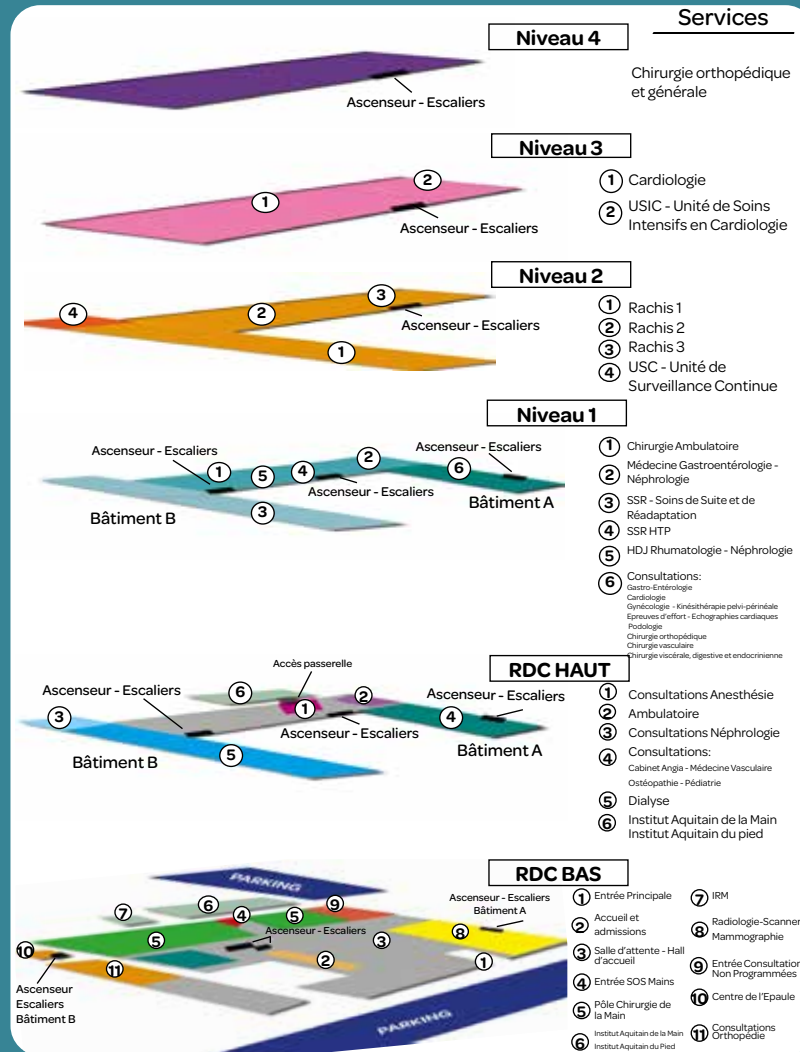 Services
Niveau 4
Chirurgie orthopédique
et générale
Ascenseur - Escaliers
Niveau 3
1 Cardiologie
2 USIC - Unité de Soins
Intensifs en Cardiologie
1
2
Ascenseur - Escaliers
Niveau 2
1 Rachis 1
2 Rachis 2
3 Rachis 3
4 USC - Unité de
Surveillance Continue
4
2
3
1
Ascenseur - Escaliers
Niveau 1
Ascenseur - Escaliers
Ascenseur - Escaliers
Ascenseur - Escaliers
1
5
4
2
6
3
Bâtiment B
Bâtiment A
1 Chirurgie Ambulatoire
2 Médecine Gastroentérologie -
Néphrologie
3 SSR - Soins de Suite et de
Réadaptation
4 SSR HTP
5 HDJ Rhumatologie - Néphrologie
6 Consultations:
Gastro-Entérologie
Cardiologie
Gynécologie - Kinésithérapie pelvi-périnéale
Epreuves d'effort - Echographies cardiaques
Podologie
Chirurgie orthopédique
Chirurgie vasculaire
Chirurgie viscérale, digestive et endocrinienne
RDC HAUT
Accès passerelle
Ascenseur - Escaliers
Ascenseur - Escaliers
Ascenseur - Escaliers
6
1
2
3
4
5
Bâtiment B
Bâtiment A
1 Consultations Anesthésie
2 Ambulatoire
3 Consultations Néphrologie
4 Consultations:
Cabinet Angia - Médecine Vasculaire
Ostéopathie - Pédiatrie
5 Dialyse
6 Institut Aquitain de la Main
Institut Aquitain du pied
RDC BAS
PARKING
Ascenseur - Escaliers
Bâtiment A
7
6
4
5
9
Ascenseur - Escaliers
5
3
8
10
11
2
1
Ascenseur
Escaliers
Bâtiment B
PARKING
1 Entrée Principale
2 Accueil et
admissions
3 Salle d'attente - Hall
d'accueil
4 Entrée SOS Mains
5 Pôle Chirurgie de
la Main
6 Institut Aquitain de la Main
Institut Aquitain du Pied
7 IRM
8 Radiologie-Scanner
Mammographie
9 Entrée Consultation
Non Programmées
10 Centre de l'Epaule
11 Consultations
Orthopédie